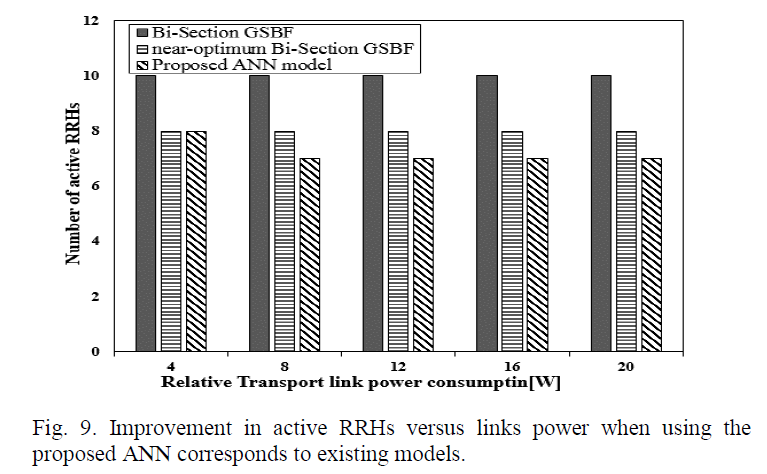 12
Bi-Section GSBF
near-optimum Bi-Section GSBF
Proposed ANN model
10
8
6
4
2
0
Number of active RRHs
4 8 12 16 20
Relative Transport link power consumptin[W]
Fig. 9. Improvement in active RRHs versus links power when using the
proposed ANN corresponds to existing models.